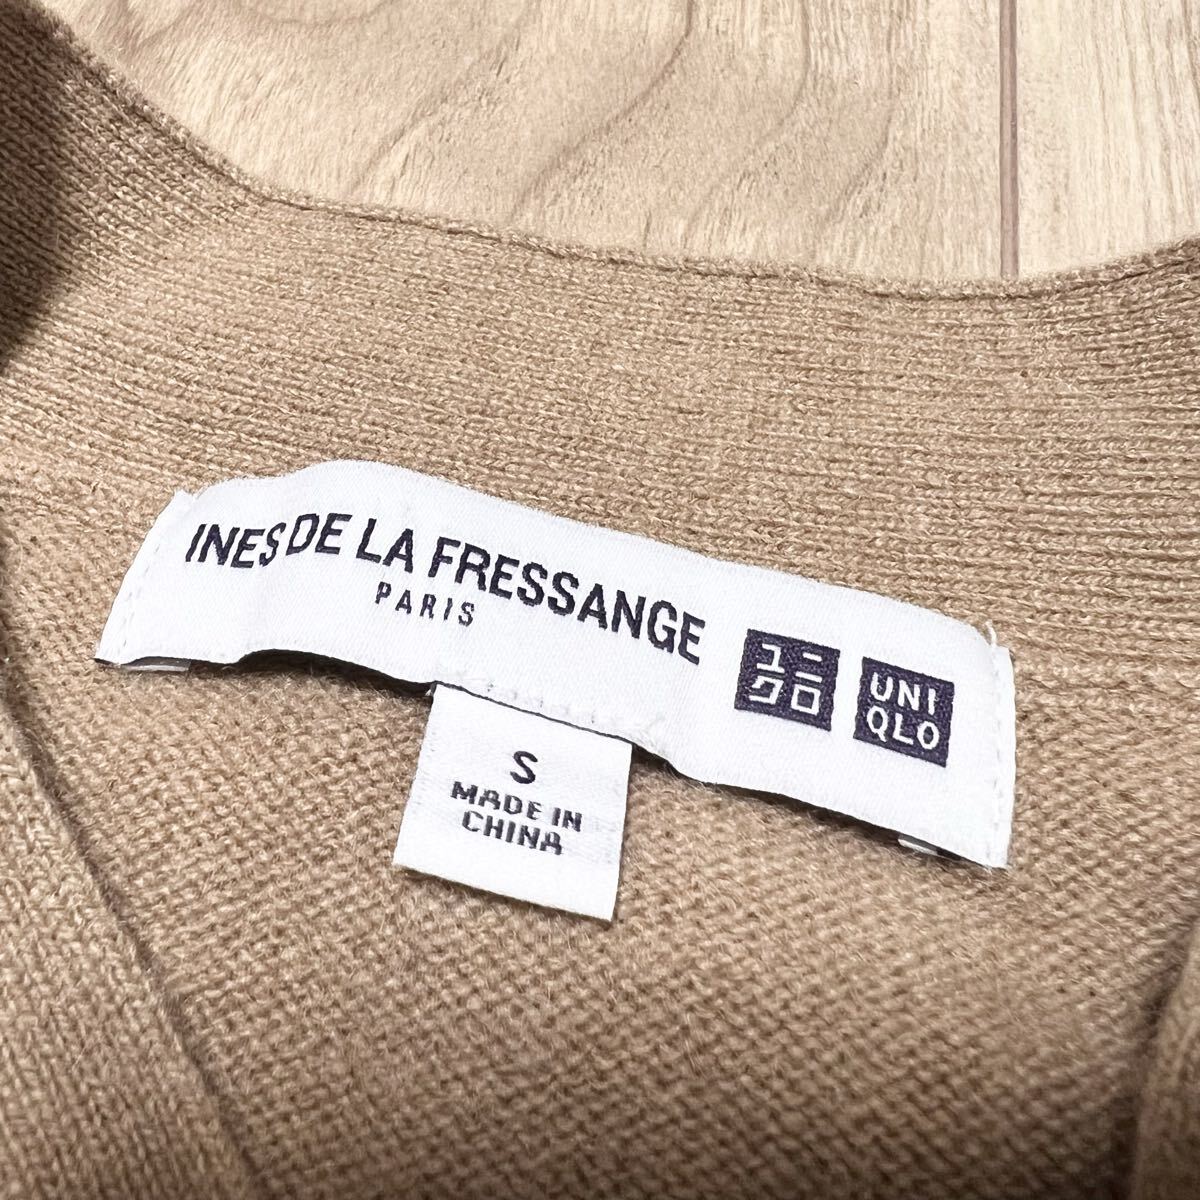 INES DE LA FRESSANGE
PARIS
ユニ
クロ
UNI
QLO
S
MADE IN
CHINA